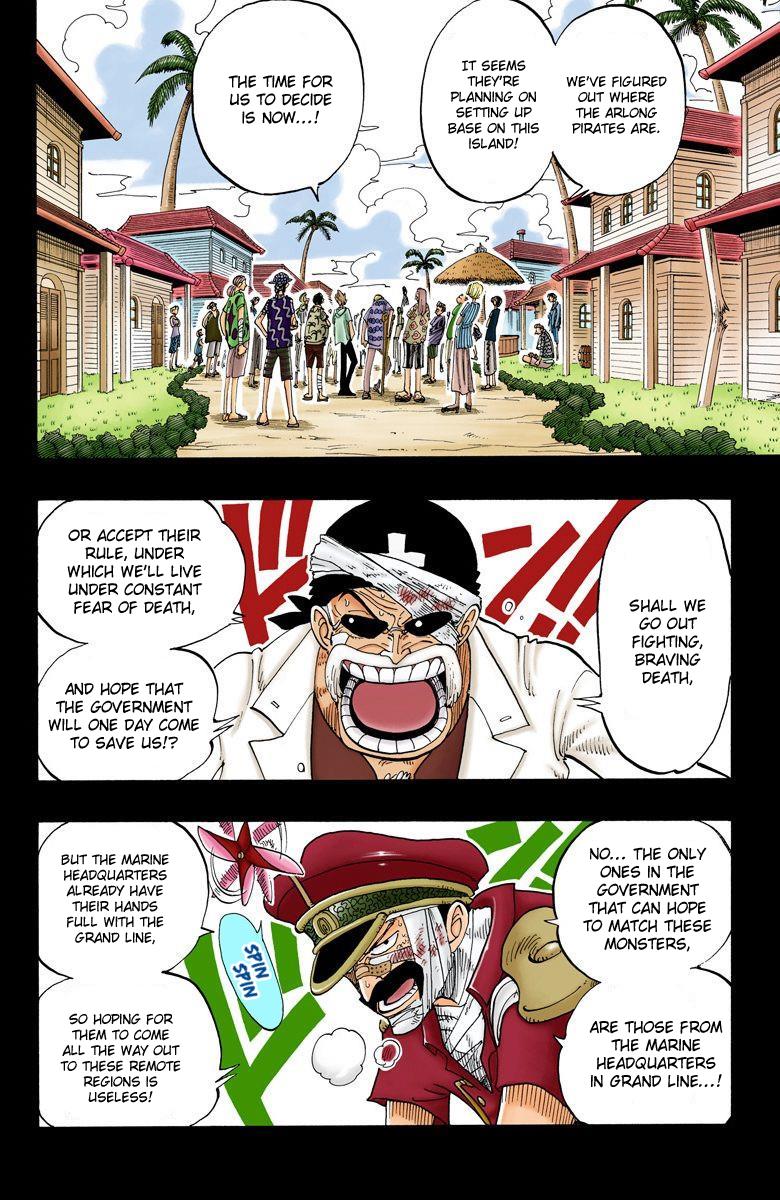 WE'VE FIGURED
OUT WHERE
THE ARLONG
PIRATES ARE.
IT SEEMS
THEY'RE
PLANNING ON
SETTING UP
BASE ON THIS
ISLAND!
THE TIME FOR
US TO DECIDE
IS NOW...!
SHALL WE
GO OUT
FIGHTING,
BRAVING
DEATH,
OR ACCEPT THEIR
RULE, UNDER
WHICH WE'LL LIVE
UNDER CONSTANT
FEAR OF DEATH,
AND HOPE THAT
THE GOVERNMENT
WILL ONE DAY COME
TO SAVE US!?
ドン!!
NO... THE ONLY
ONES IN THE
GOVERNMENT
THAT CAN HOPE
TO MATCH THESE
MONSTERS,
ARE THOSE FROM
THE MARINE
HEADQUARTERS
IN GRAND LINE...!
BUT THE MARINE
HEADQUARTERS
ALREADY HAVE
THEIR HANDS
FULL WITH THE
GRAND LINE,
SO HOPING FOR
THEM TO COME
ALL THE WAY OUT
TO THESE REMOTE
REGIONS IS
USELESS!
SPIN
SPIN
ドン